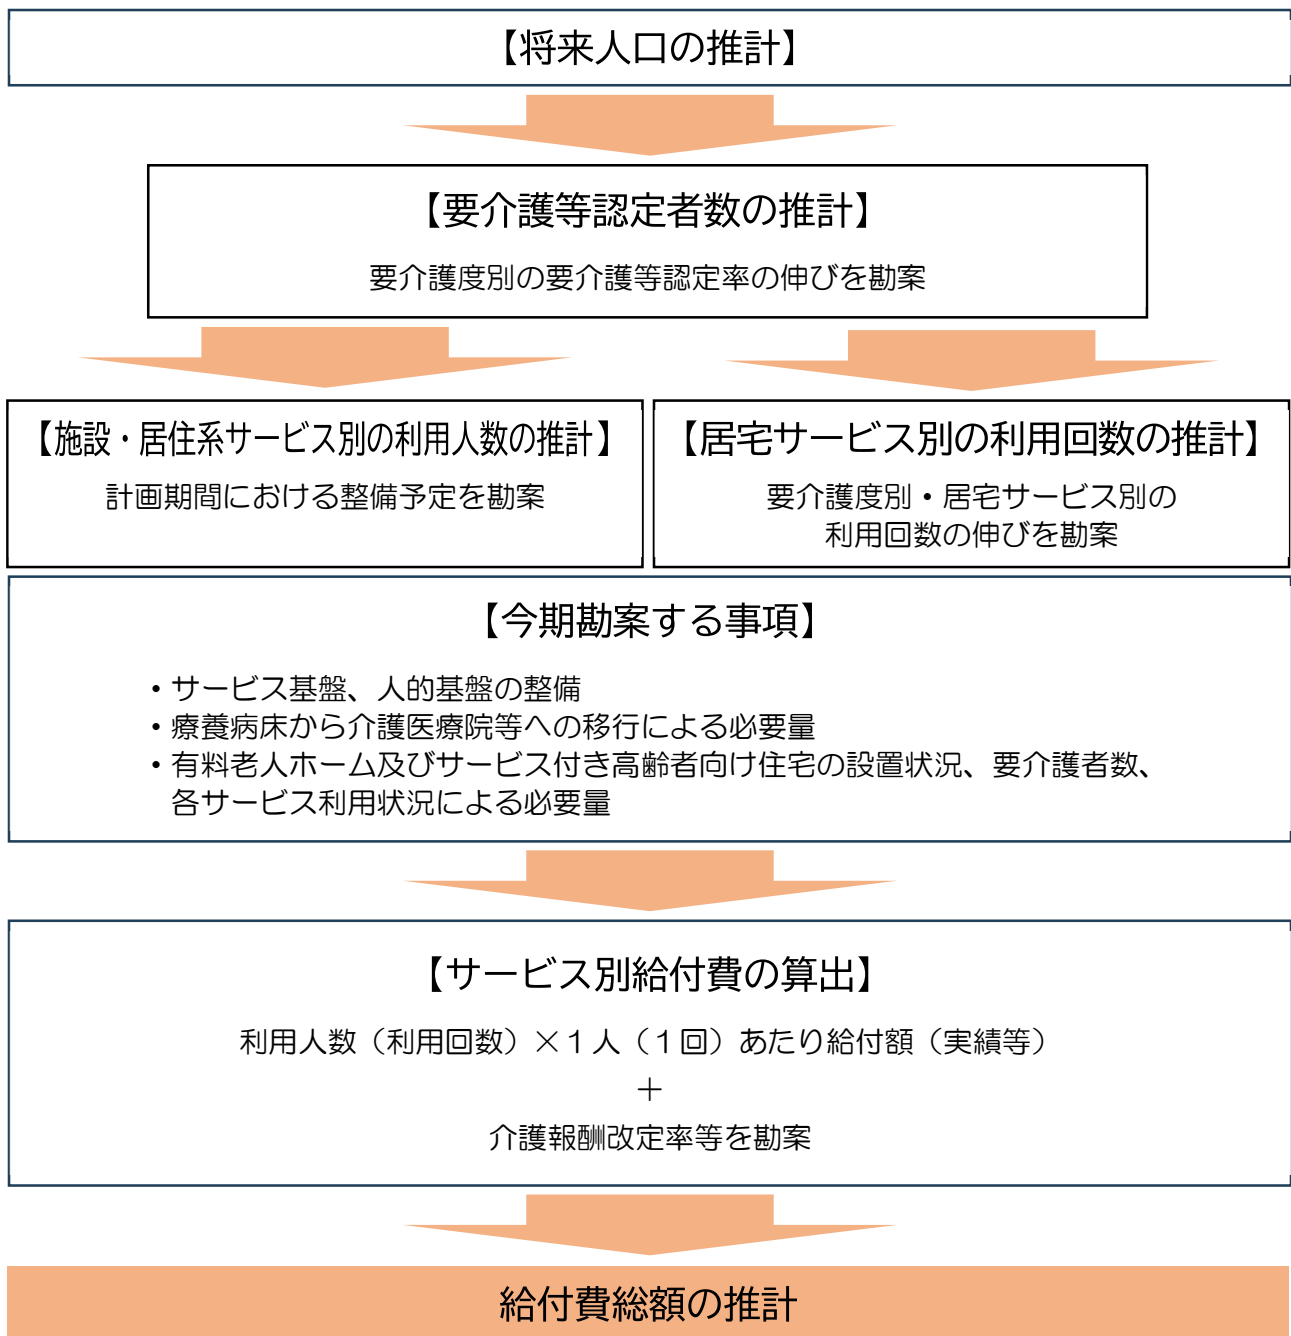 【将来人口の推計】
【要介護等認定者数の推計】
要介護度別の要介護等認定率の伸びを勘案
【施設・居住系サービス別の利用人数の推計】
計画期間における整備予定を勘案
【居宅サービス別の利用回数の推計】
要介護度別・居宅サービス別の
利用回数の伸びを勘案
【今期勘案する事項】
・サービス基盤、人的基盤の整備
・療養病床から介護医療院等への移行による必要量
・有料老人ホーム及びサービス付き高齢者向け住宅の設置状況、要介護者数、
各サービス利用状況による必要量
【サービス別給付費の算出】
利用人数（利用回数）×１人（１回）あたり給付額（実績等）
＋
介護報酬改定率等を勘案
給付費総額の推計